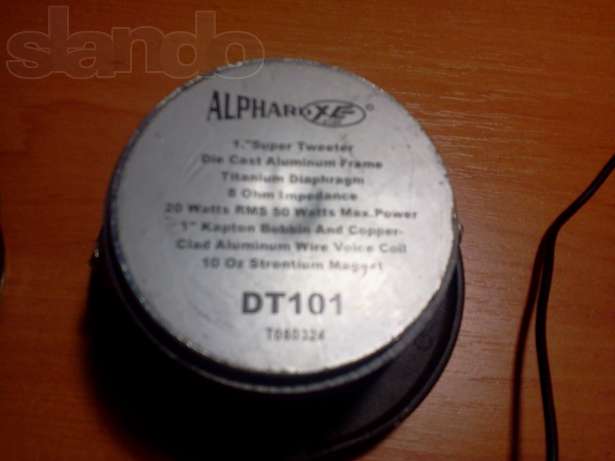 slando
ALPHARD XE ®
1."Super Tweeter
Die Cast Aluminum Frame
Titanium Diaphragm
8 Ohm Impedance
20 Watts RMS 50 Watts Max.Power
1" Kapton Bobbin And Copper-
Clad Aluminum Wire Voice Coil
10 Oz Strontium Magnet
DT101
T080324